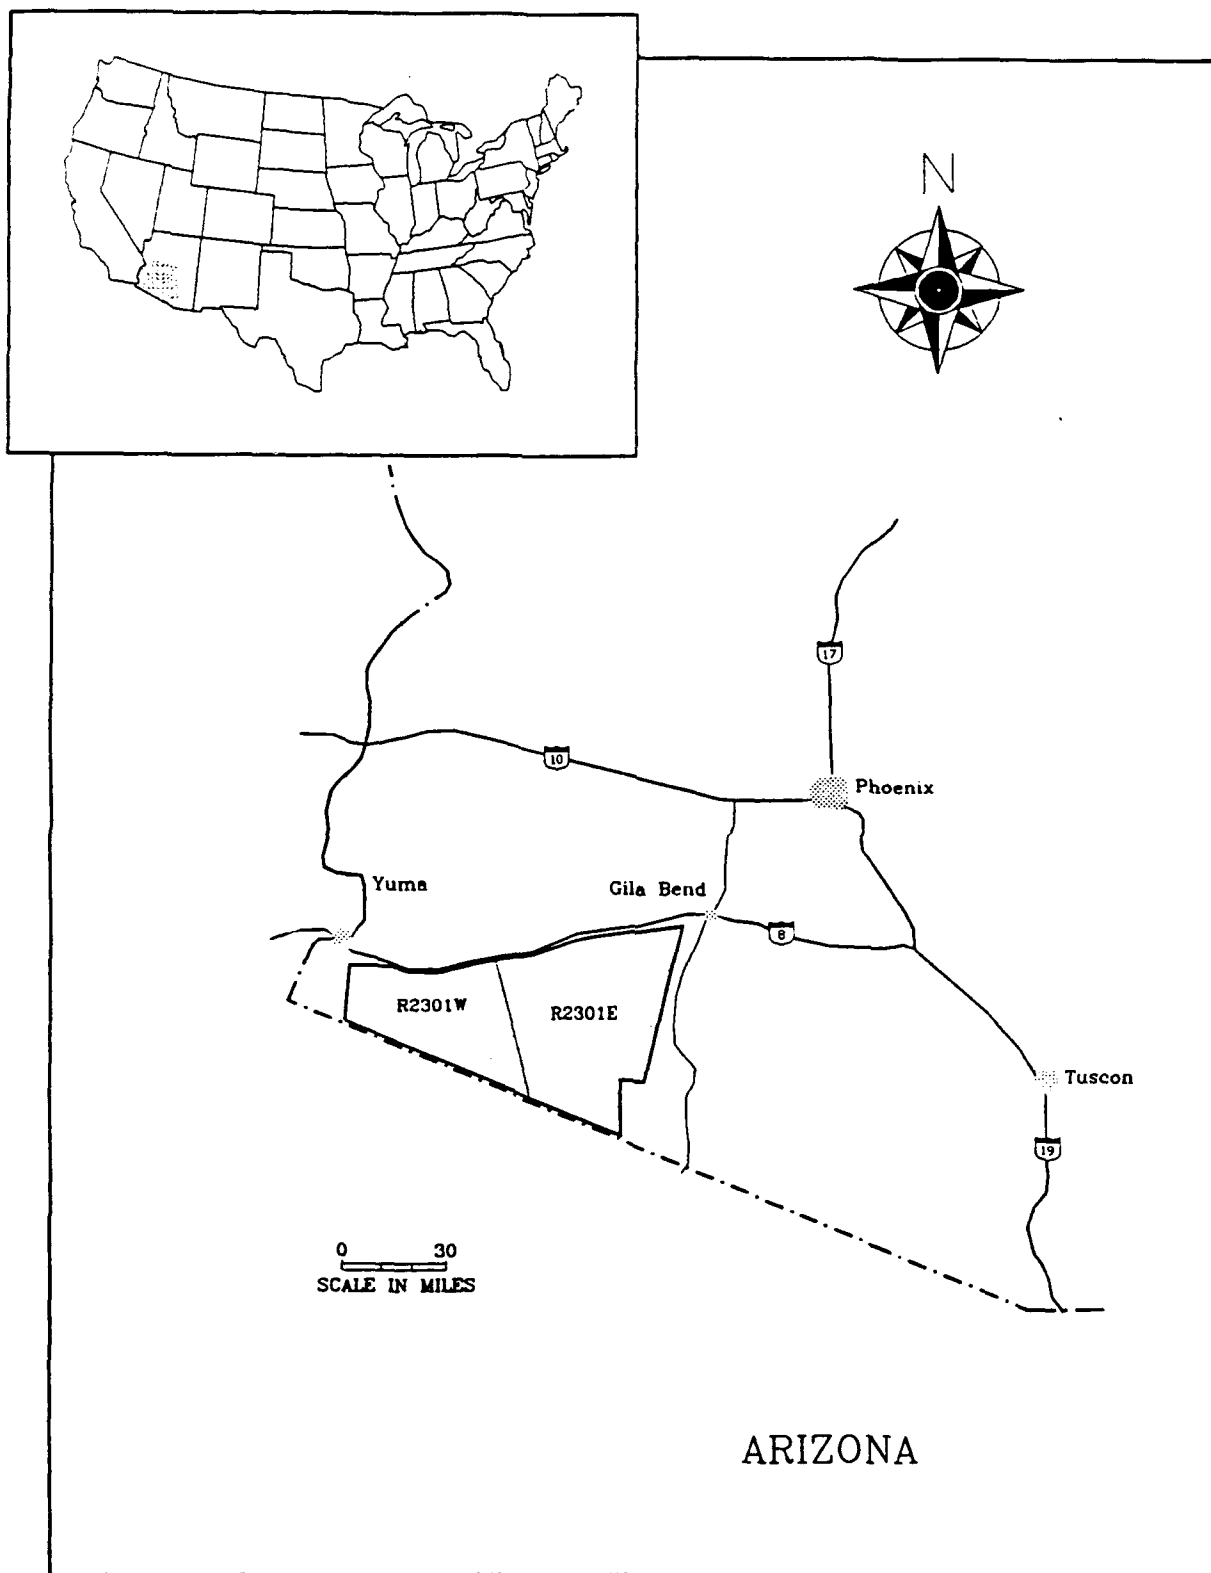 N
17
10
Phoenix
Yuma
Gila Bend
8
R2301W
R2301E
Tuscon
19
0 30
SCALE IN MILES
ARIZONA